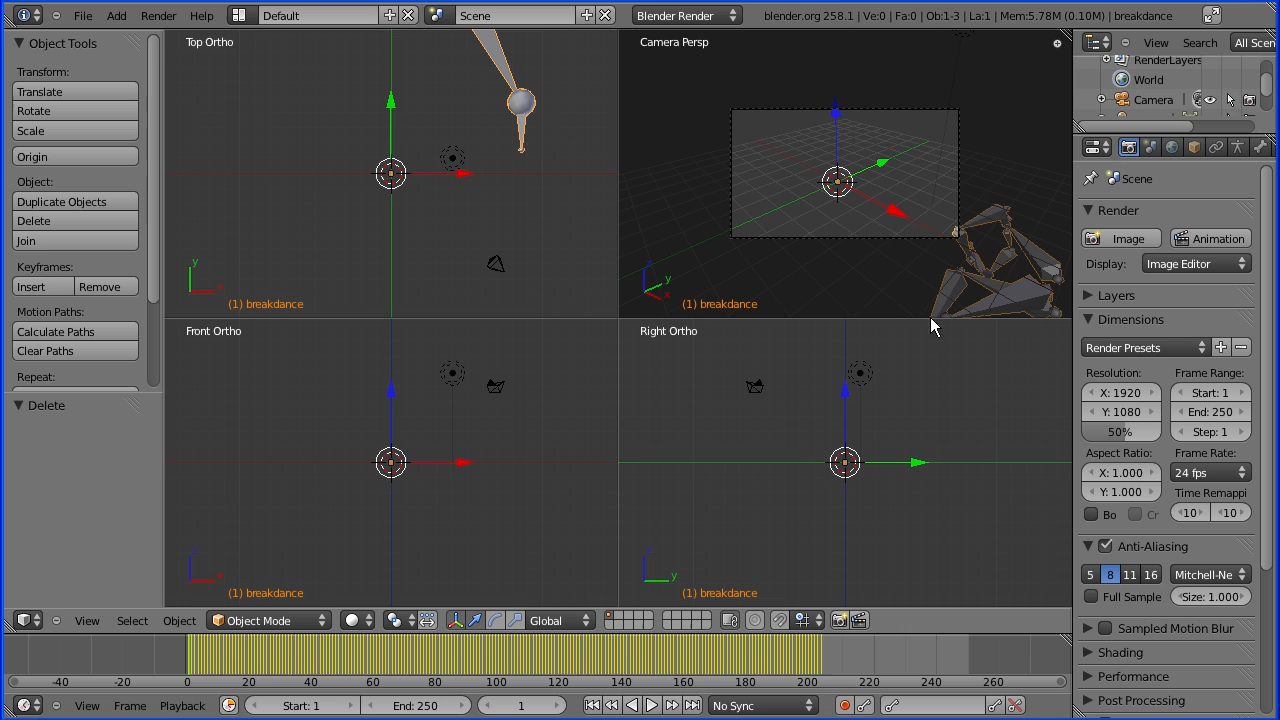 File Add Render Help Default Scene Blender Render blender.org 258.1 | Ve:0 | Fa:0 | Ob:1-3 | La:1 | Mem:5.78M (0.10M) | breakdance
Object Tools
Transform:
Translate
Rotate
Scale
Origin
Object:
Duplicate Objects
Delete
Join
Keyframes:
Insert Remove
Motion Paths:
Calculate Paths
Clear Paths
Repeat:
Delete
Top Ortho
y
x
(1) breakdance
Camera Persp
z
y
x
(1) breakdance
Front Ortho
z
x
(1) breakdance
Right Ortho
z
y
(1) breakdance
View Select Object Object Mode Global
-40 -20 0 20 40 60 80 100 120 140 160 180 200 220 240 260
View Frame Playback Start: 1 End: 250 1 No Sync
View Search All Scen
RenderLayers
World
Camera
Scene
Render
Image Animation
Display: Image Editor
Layers
Dimensions
Render Presets
Resolution: Frame Range:
X: 1920 Start: 1
Y: 1080 End: 250
50% Step: 1
Aspect Ratio: Frame Rate:
X: 1.000 24 fps
Y: 1.000 Time Remappi
Bo Cr 10 10
Anti-Aliasing
5 8 11 16 Mitchell-Ne
Full Sample Size: 1.000
Sampled Motion Blur
Shading
Performance
Post Processing